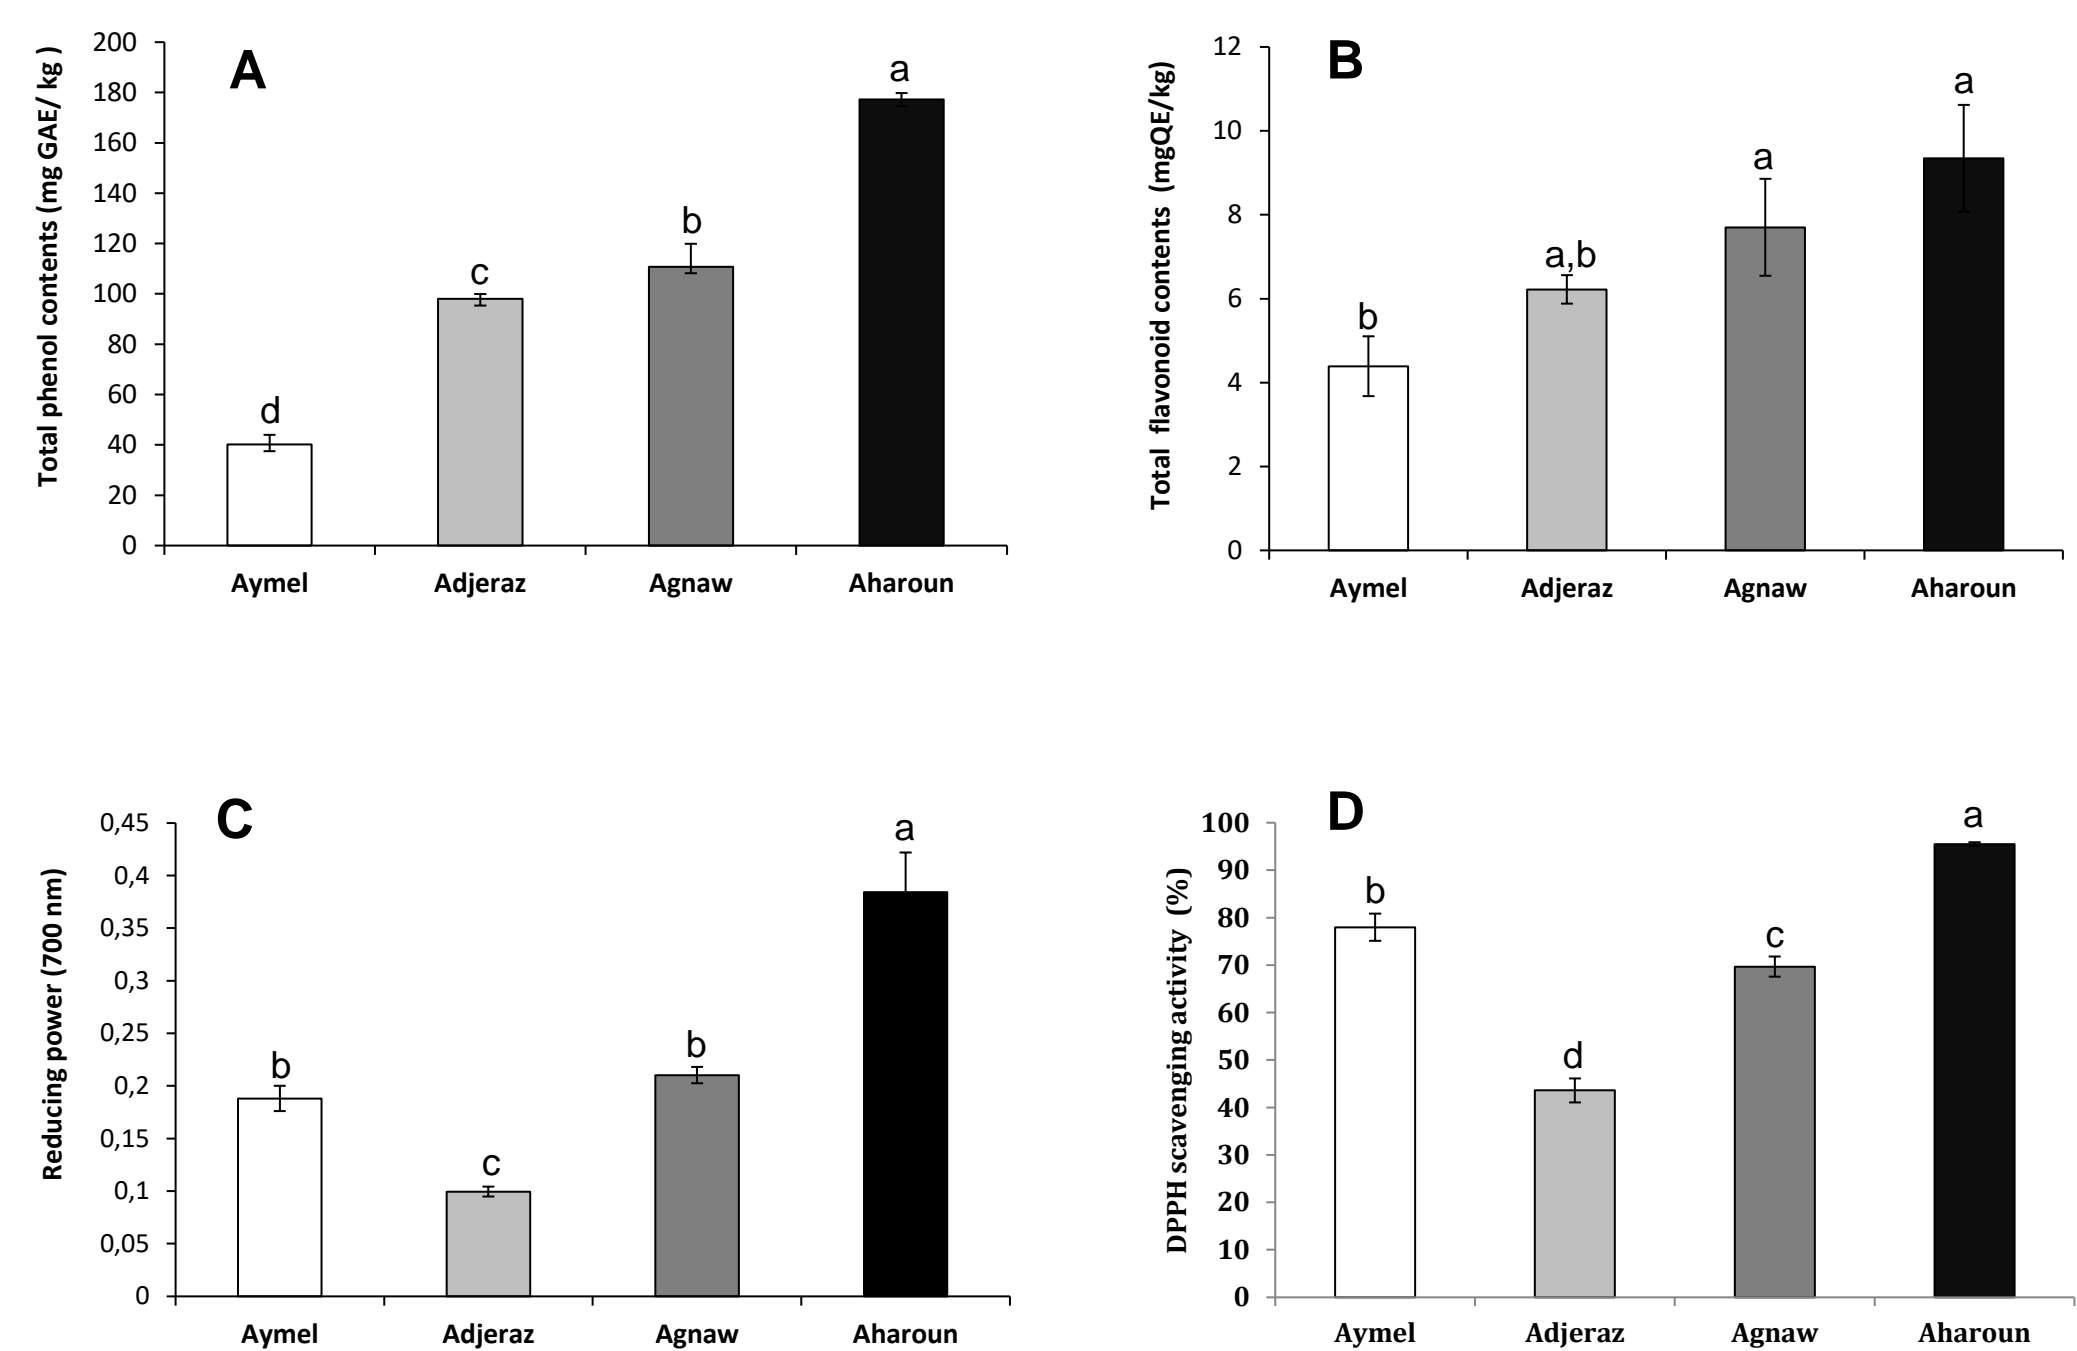 A
Total phenol contents (mg GAE/ kg )
200
180
160
140
120
100
80
60
40
20
0
d
c
b
a
Aymel Adjeraz Agnaw Aharoun
B
Total flavonoid contents (mgQE/kg)
12
10
8
6
4
2
0
b
a,b
a
a
Aymel Adjeraz Agnaw Aharoun
C
Reducing power (700 nm)
0,45
0,4
0,35
0,3
0,25
0,2
0,15
0,1
0,05
0
b
c
b
a
Aymel Adjeraz Agnaw Aharoun
D
DPPH scavenging activity (%)
100
90
80
70
60
50
40
30
20
10
0
b
d
c
a
Aymel Adjeraz Agnaw Aharoun